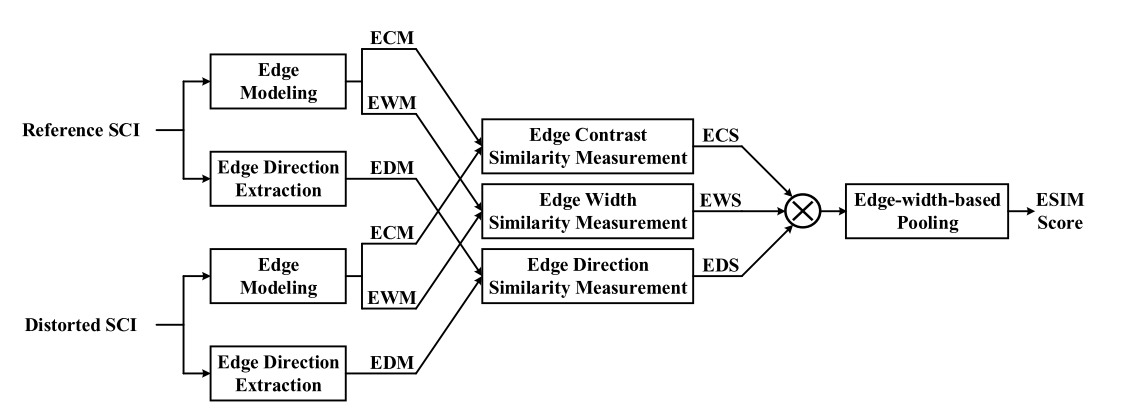 ECM
Edge
Modeling
EWM
Reference SCI
Edge Direction
Extraction
EDM
Edge Contrast
Similarity Measurement
ECS
Edge Width
Similarity Measurement
EWS
Edge Direction
Similarity Measurement
EDS
Edge-width-based
Pooling
ESIM
Score
ECM
Edge
Modeling
EWM
Distorted SCI
Edge Direction
Extraction
EDM